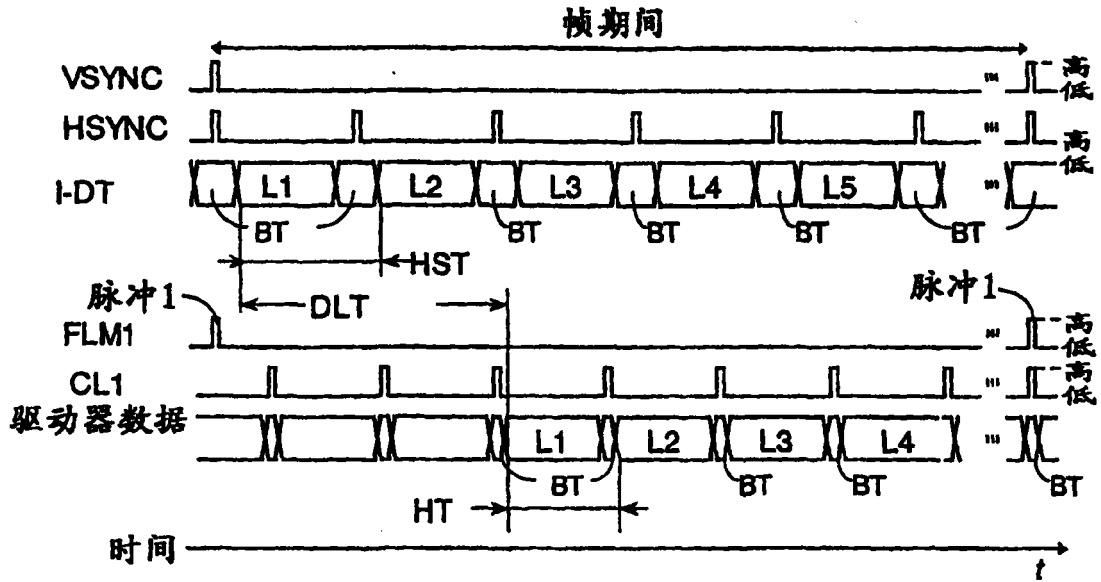 帧期间
VSYNC ''' 高
低
HSYNC ''' 高
低
I-DT L1 L2 L3 L4 L5 '''
BT BT BT BT BT
HST
脉冲1 DLT 脉冲1
FLM1 ''' 高
低
CL1 ''' 高
低
驱动器数据 L1 L2 L3 L4 '''
BT BT BT BT
HT
时间 t